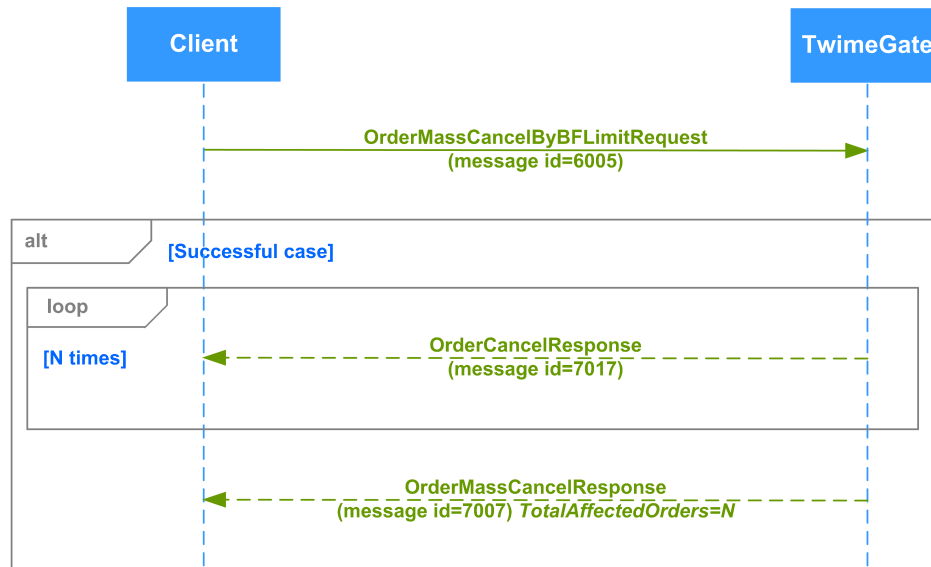 Client
TwimeGate
OrderMassCancelByBFLimitRequest
(message id=6005)
alt
[Successful case]
loop
[N times]
OrderCancelResponse
(message id=7017)
OrderMassCancelResponse
(message id=7007) TotalAffectedOrders=N